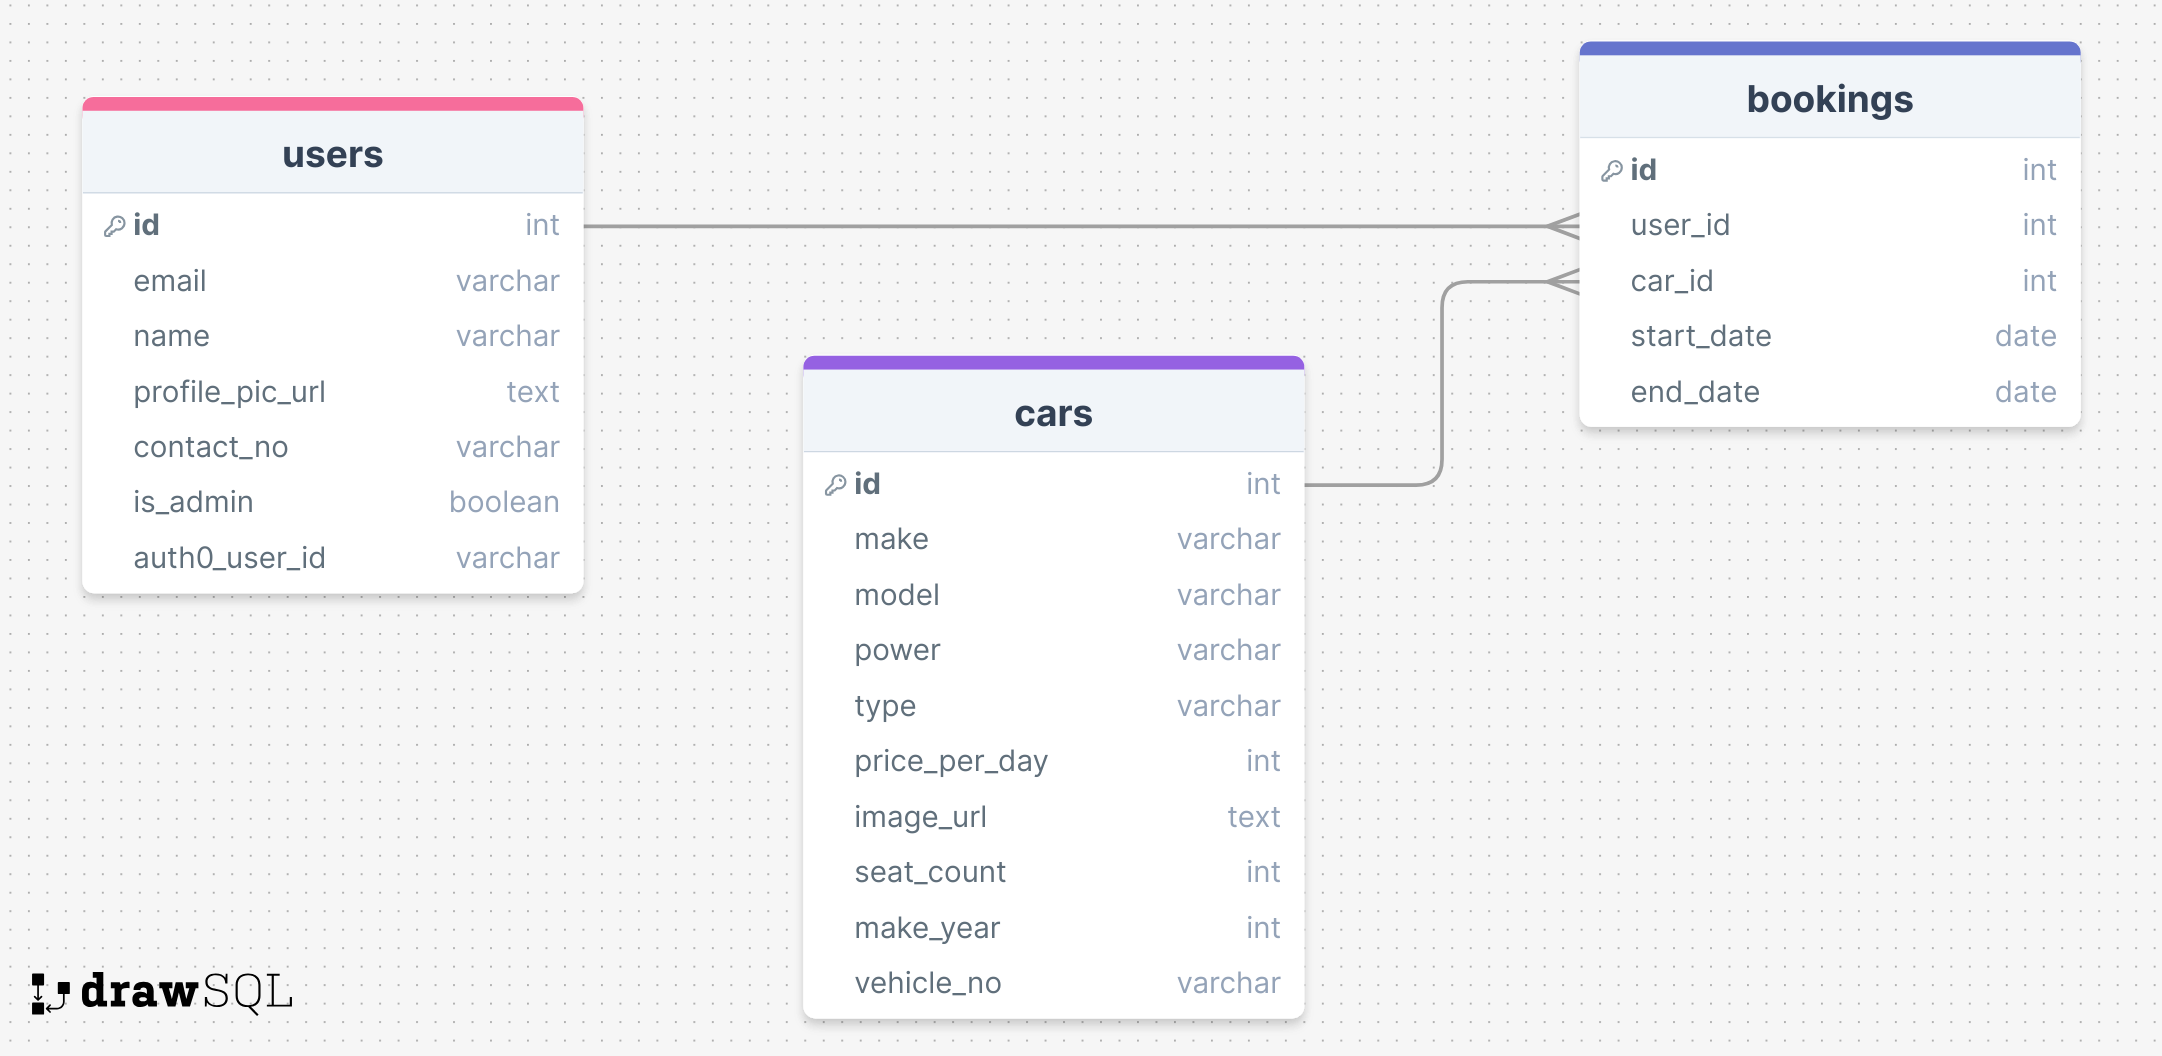 users
id int
email varchar
name varchar
profile_pic_url text
contact_no varchar
is_admin boolean
auth0_user_id varchar
cars
id int
make varchar
model varchar
power varchar
type varchar
price_per_day int
image_url text
seat_count int
make_year int
vehicle_no varchar
bookings
id int
user_id int
car_id int
start_date date
end_date date
drawSQL